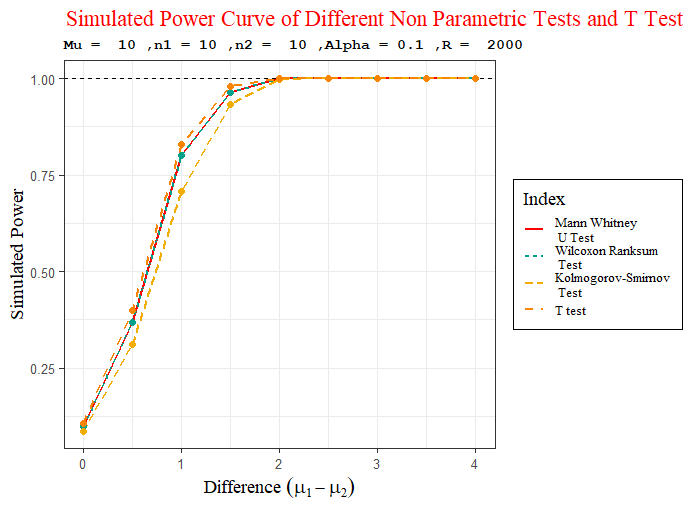 Simulated Power Curve of Different Non Parametric Tests and T Test
Mu = 10 ,n1 = 10 ,n2 = 10 ,Alpha = 0.1 ,R = 2000
1.00
0.75
0.50
0.25
Simulated Power
0
1
2
3
4
Difference (μ1 − μ2)
Index
Mann Whitney
U Test
Wilcoxon Ranksum
Test
Kolmogorov-Smirnov
Test
T test